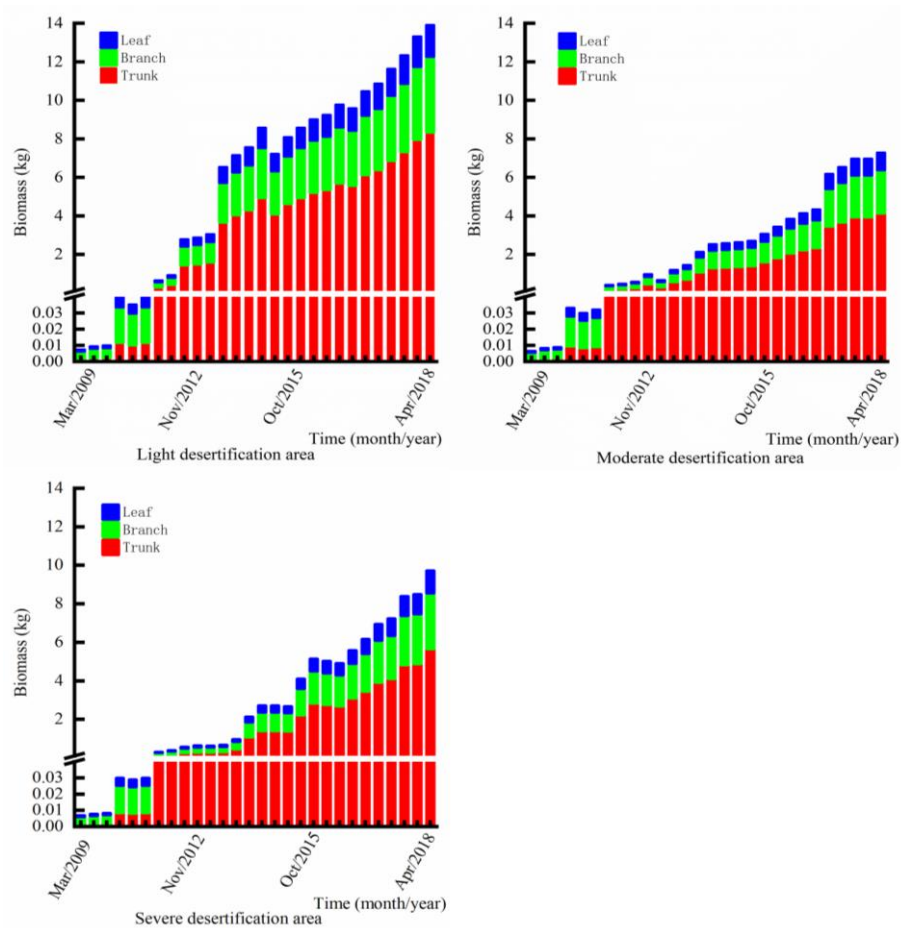 14
12
10
8
6
4
2
0.03
0.02
0.01
0.00
Biomass (kg)
Leaf
Branch
Trunk
Mar/2009
Nov/2012
Oct/2015
Apr/2018
Time (month/year)
Light desertification area
14
12
10
8
6
4
2
0.03
0.02
0.01
0.00
Biomass (kg)
Leaf
Branch
Trunk
Mar/2009
Nov/2012
Oct/2015
Apr/2018
Time (month/year)
Moderate desertification area
14
12
10
8
6
4
2
0.03
0.02
0.01
0.00
Biomass (kg)
Leaf
Branch
Trunk
Mar/2009
Nov/2012
Oct/2015
Apr/2018
Time (month/year)
Severe desertification area